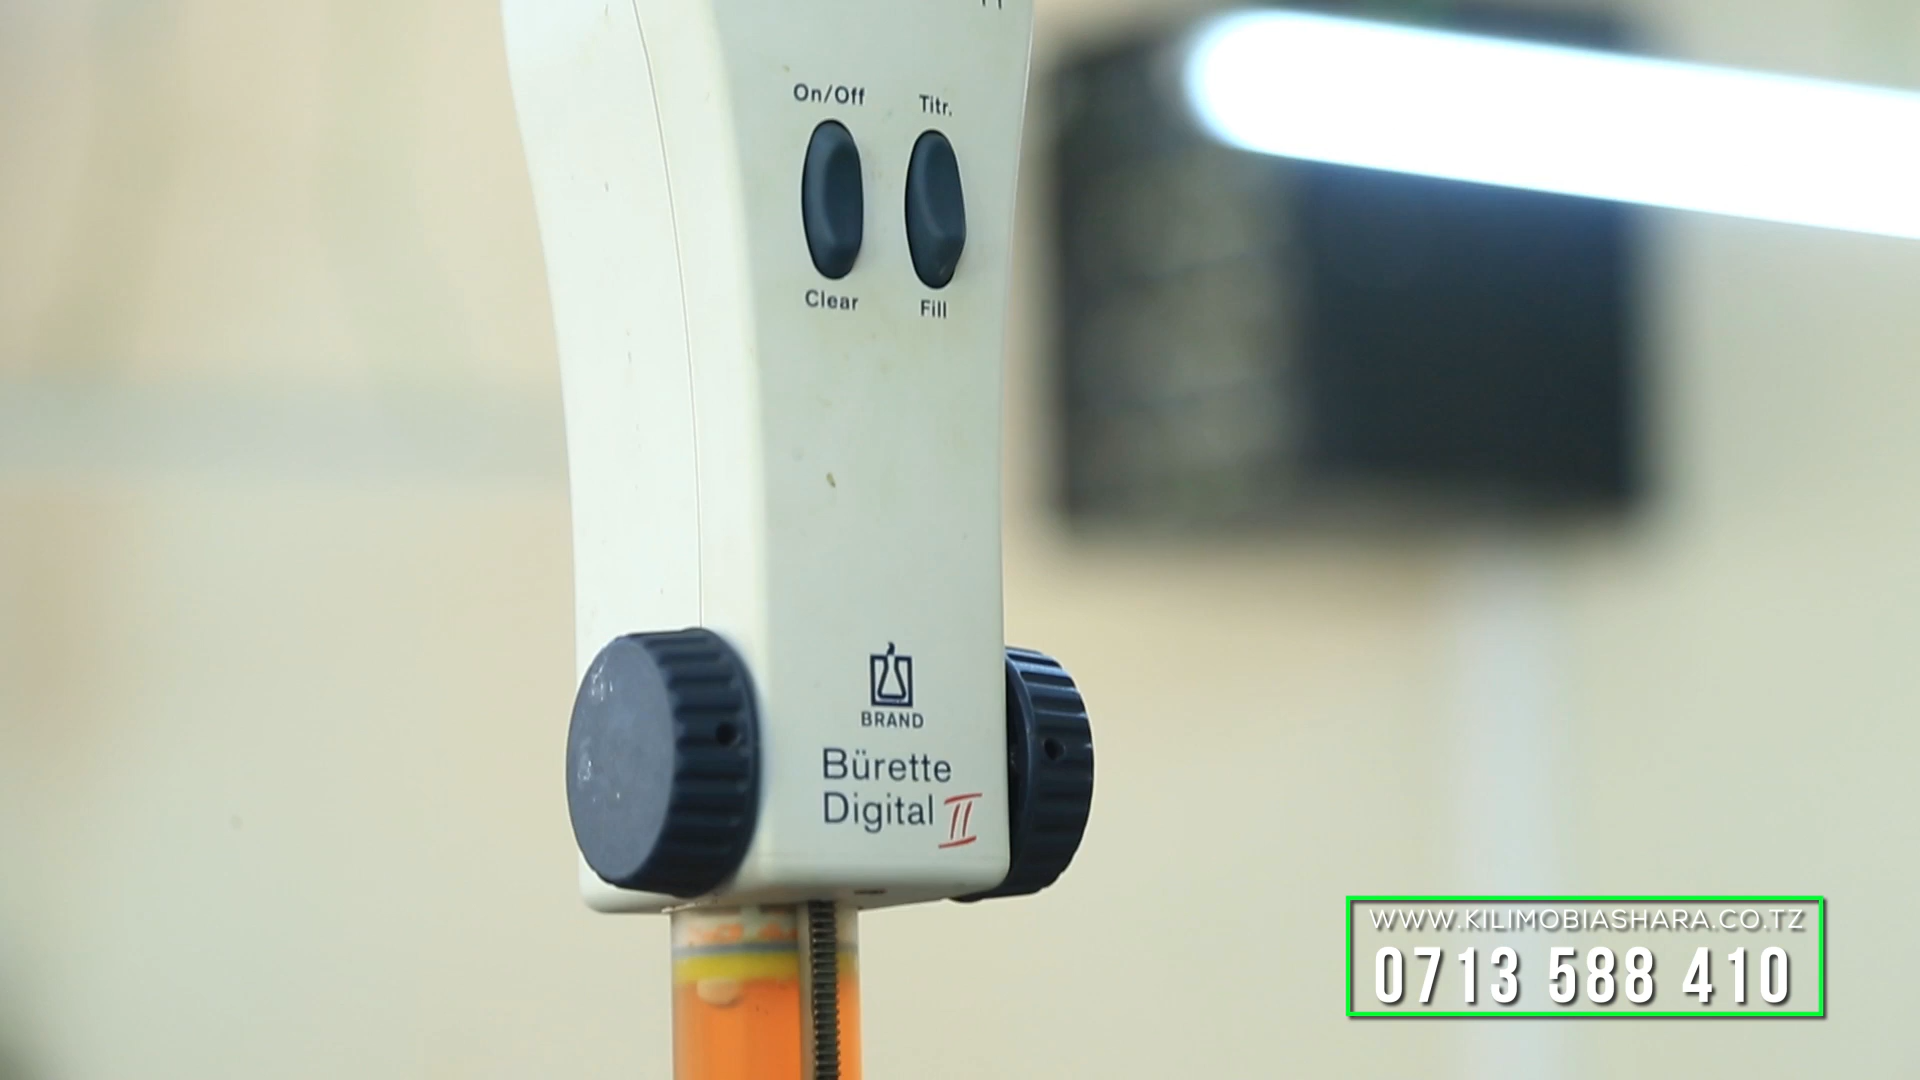 On/Off
Titr.
Clear
Fill
BRAND
Bürette
Digital II
WWW.KILIMOBIASHARA.CO.TZ
0713 588 410